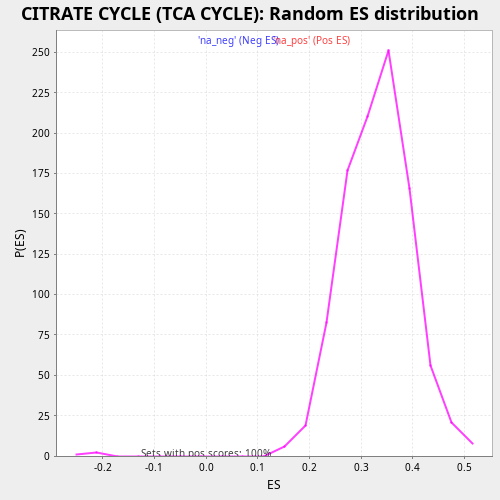 CITRATE CYCLE (TCA CYCLE): Random ES distribution
'na_neg' (Neg ES) 'na_pos' (Pos ES)
250
225
200
175
150
125
100
75
50
25
0
P(ES)
Sets with pos scores: 100%
-0.2 -0.1 0.0 0.1 0.2 0.3 0.4 0.5
ES